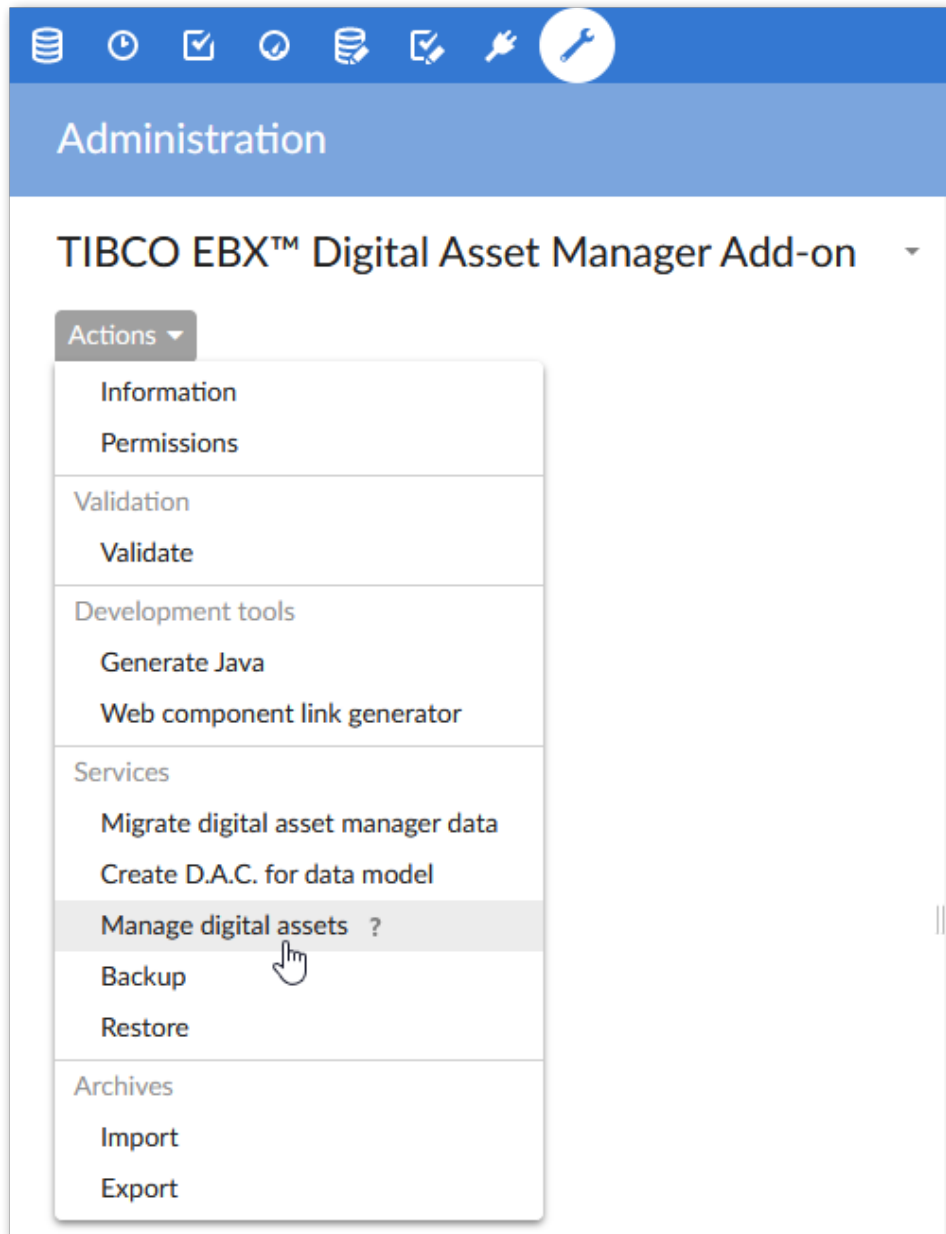 Administration
TIBCO EBX™ Digital Asset Manager Add-on
Actions
Information
Permissions
Validation
Validate
Development tools
Generate Java
Web component link generator
Services
Migrate digital asset manager data
Create D.A.C. for data model
Manage digital assets ?
Backup
Restore
Archives
Import
Export